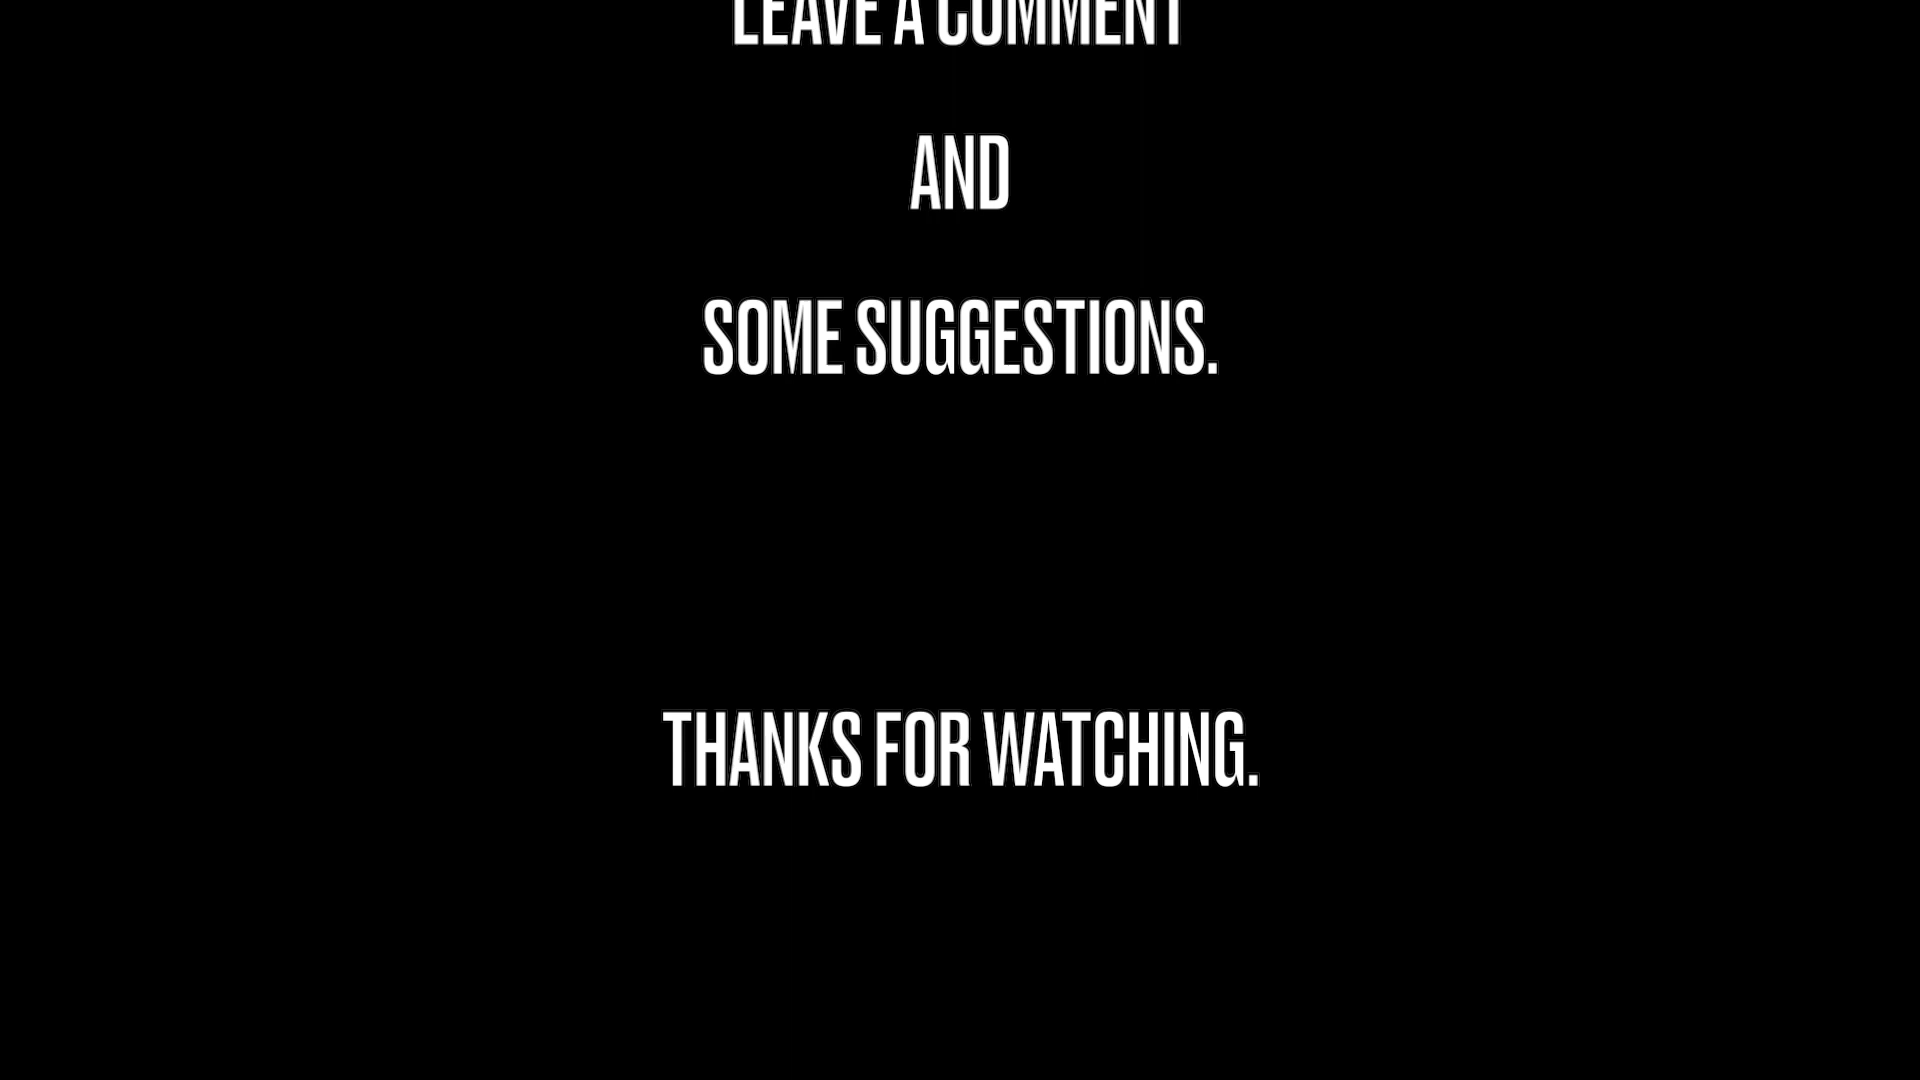 LEAVE A COMMENT
AND
SOME SUGGESTIONS.
THANKS FOR WATCHING.